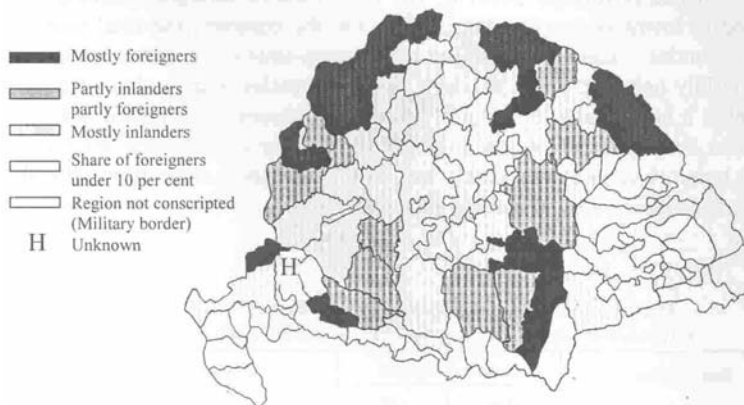 Mostly foreigners
Partly inlanders
partly foreigners
Mostly inlanders
Share of foreigners
under 10 per cent
Region not conscripted
(Military border)
H Unknown
H